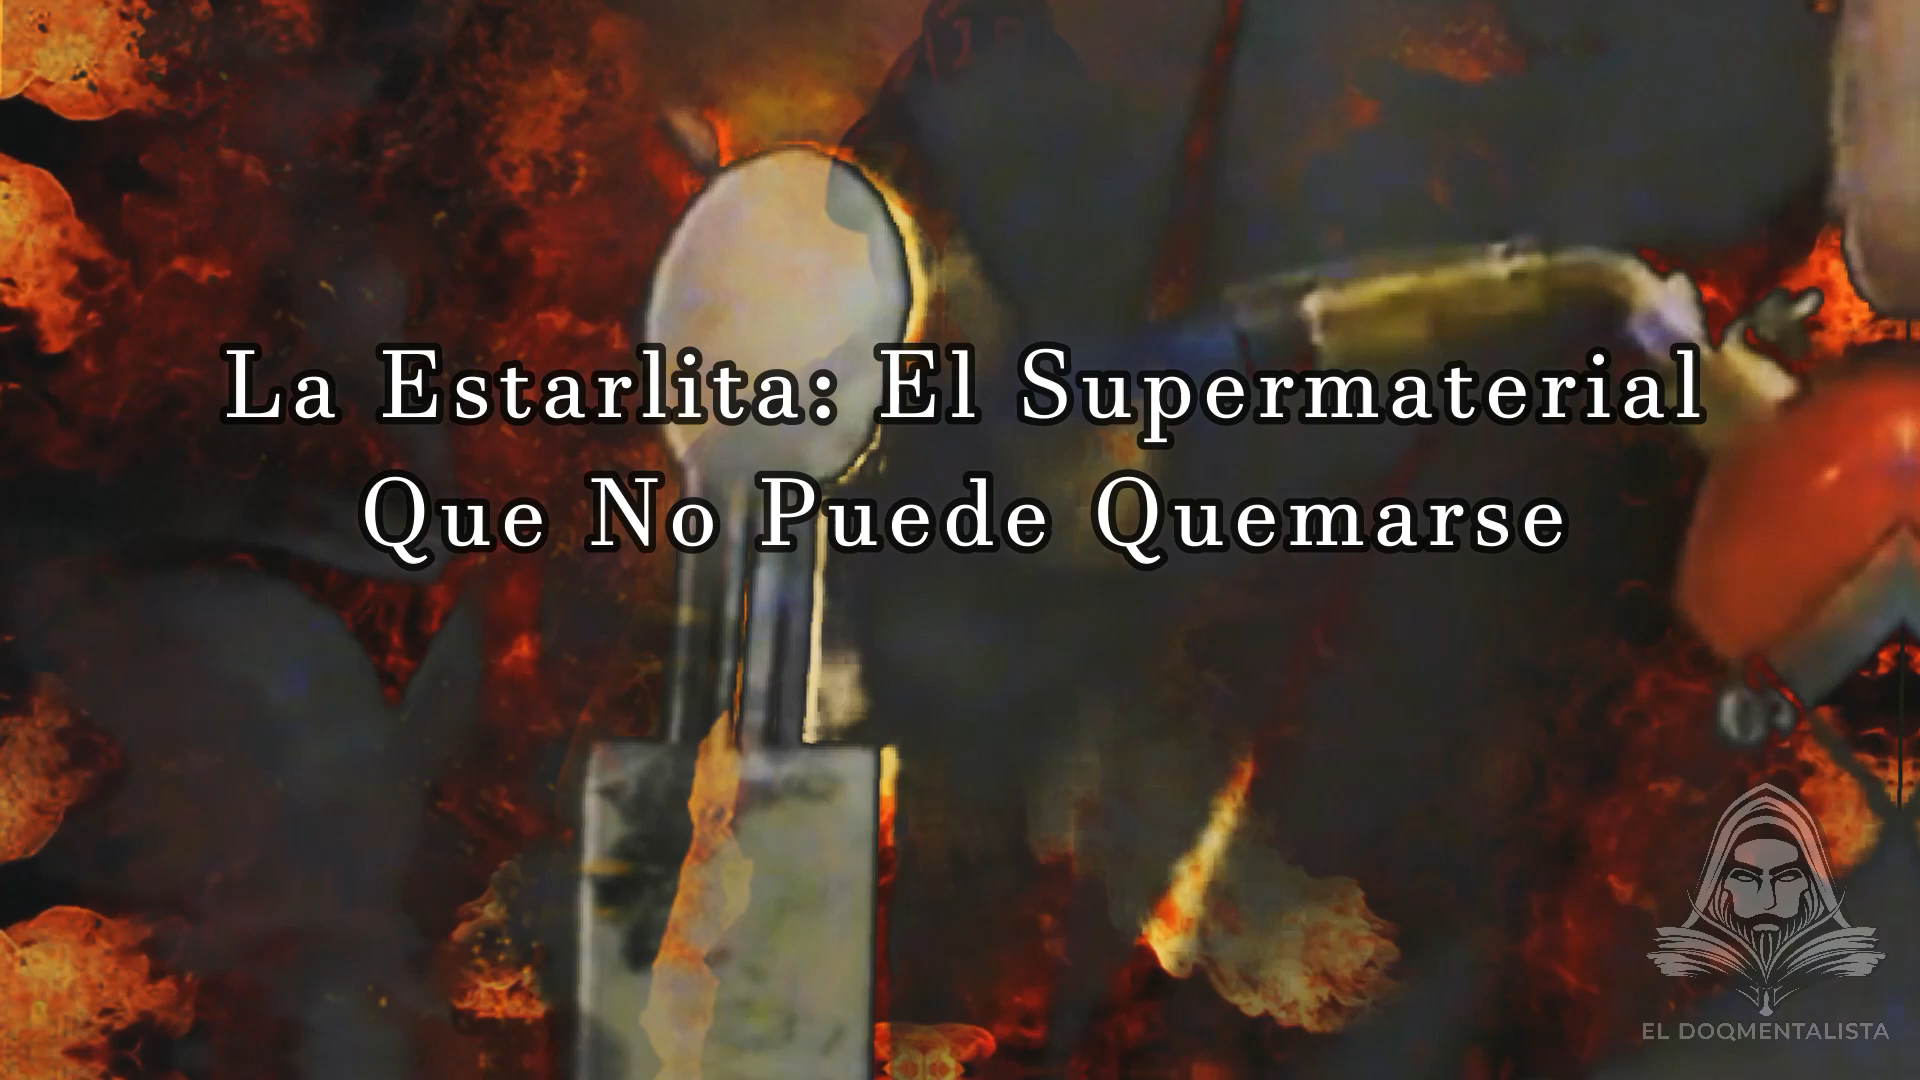 La Estarlita: El Supermaterial
Que No Puede Quemarse
EL DOQMENTALISTA